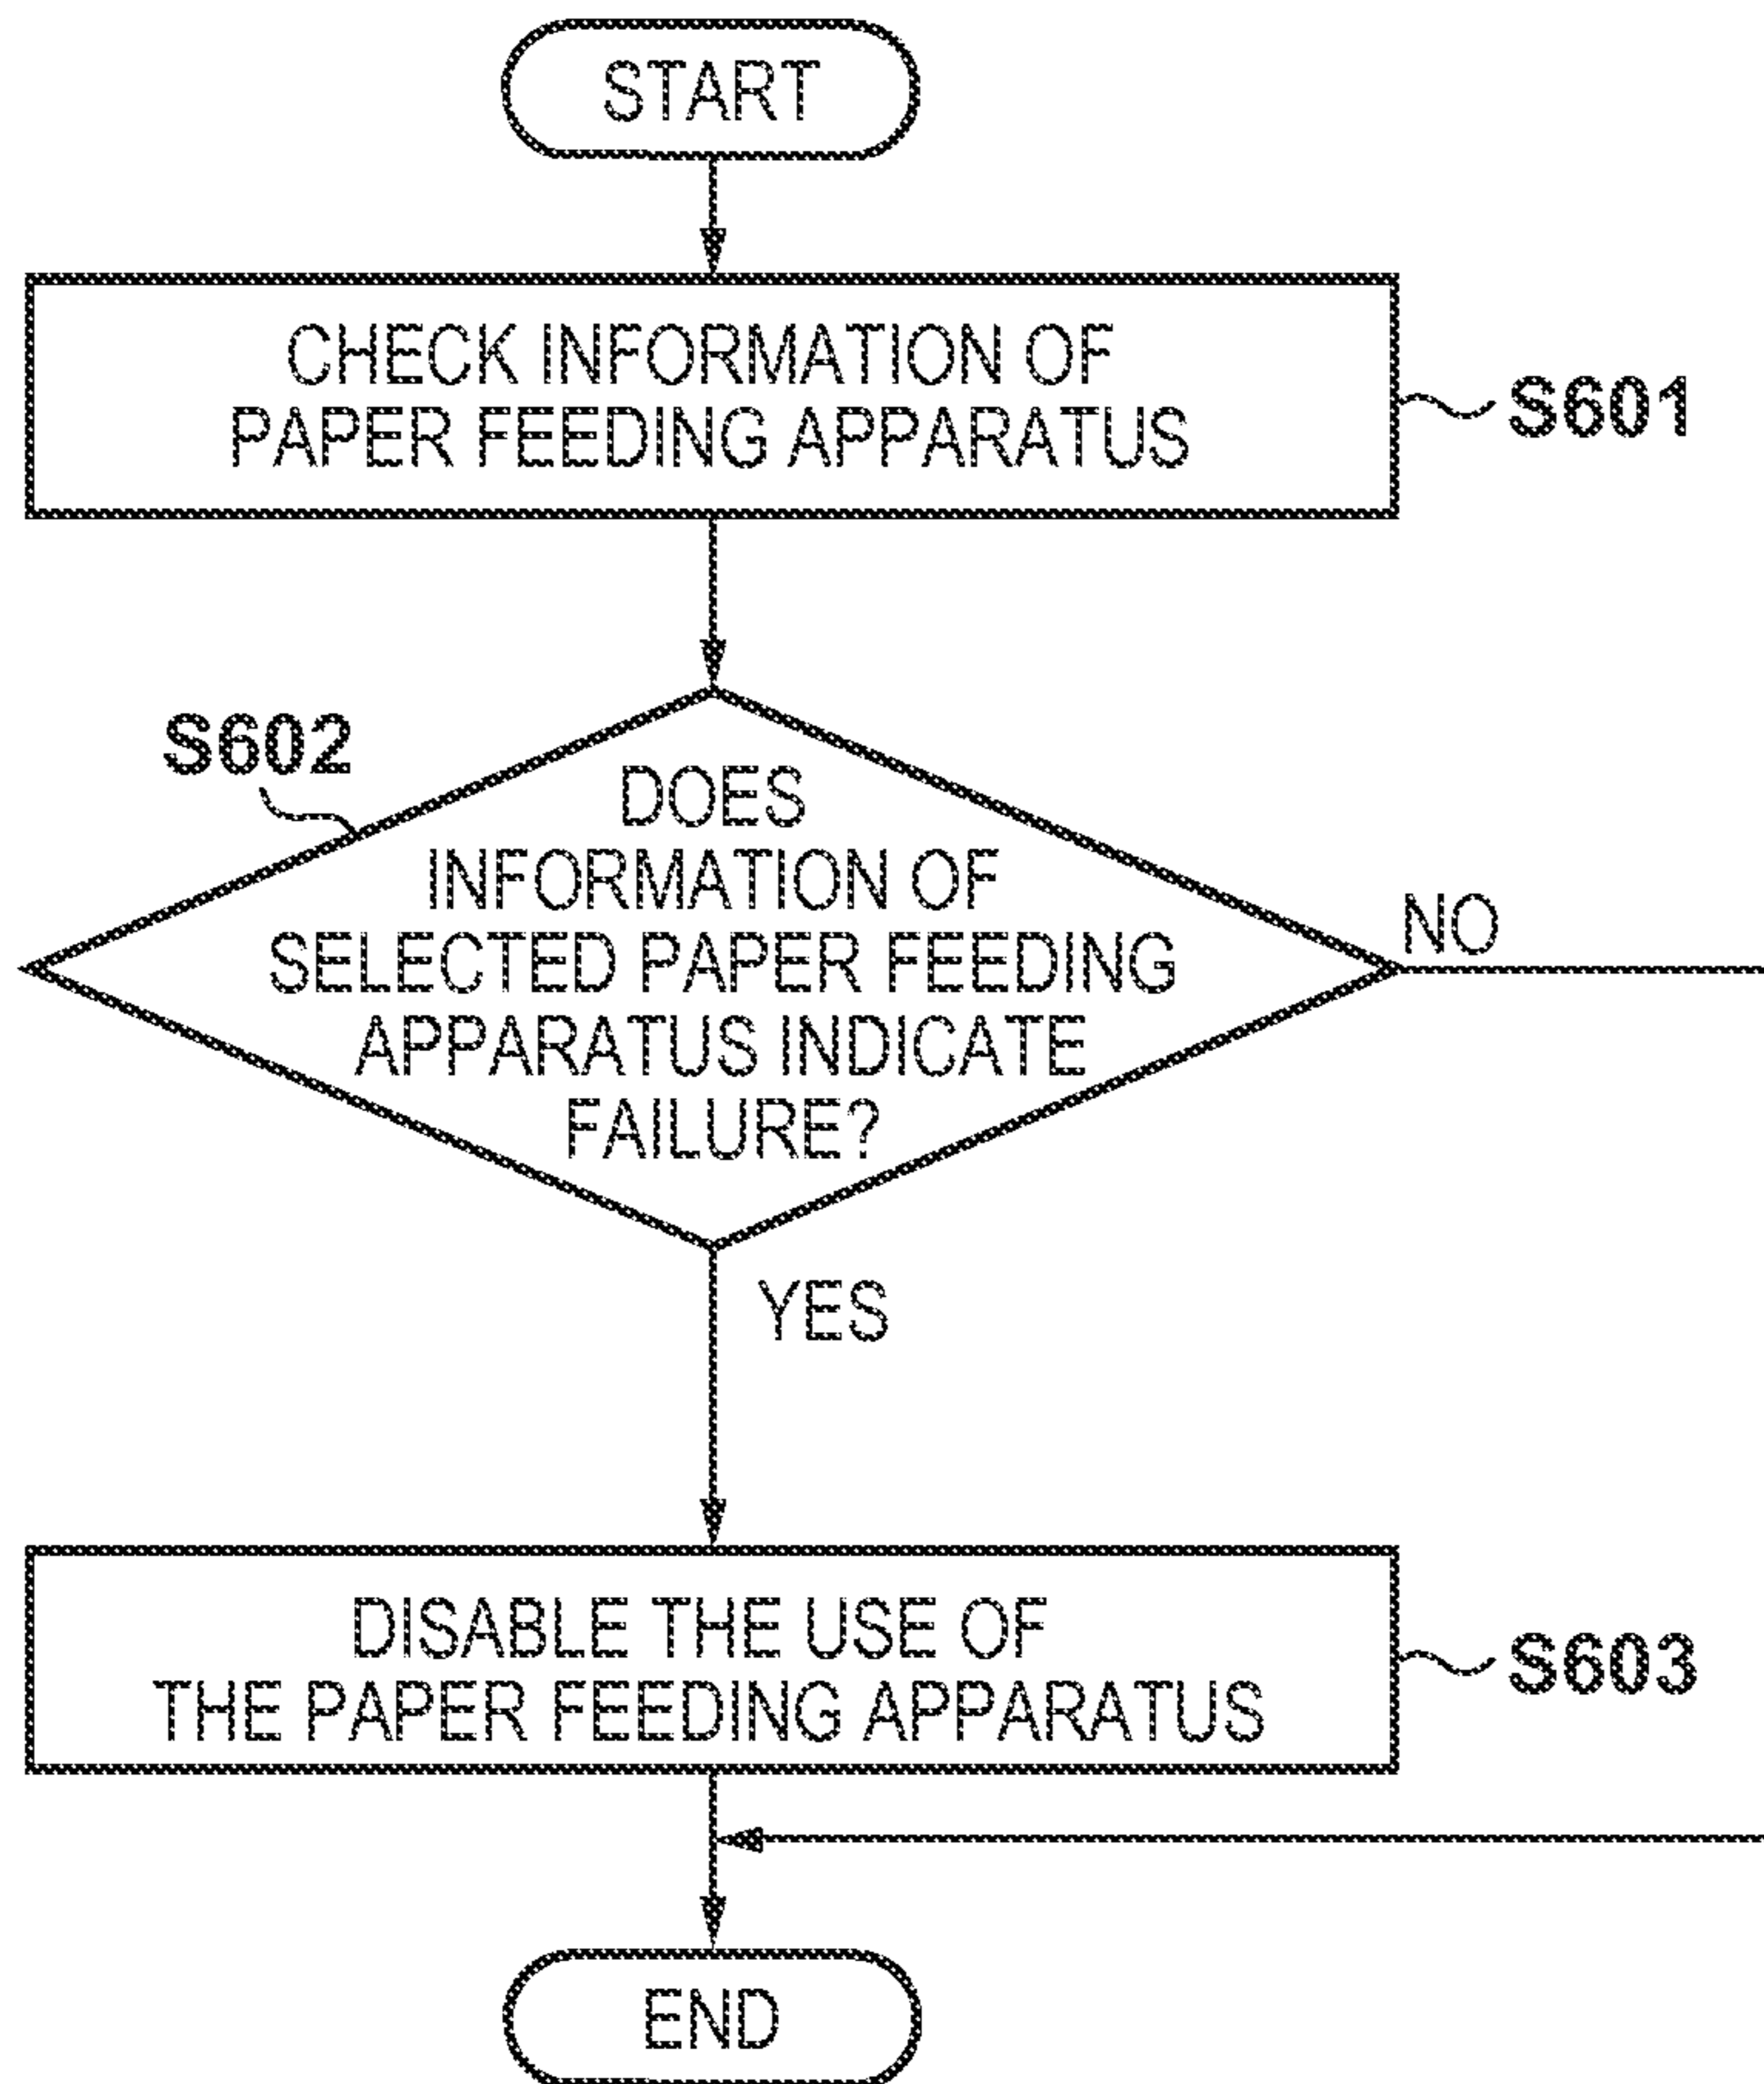 START
CHECK INFORMATION OF
PAPER FEEDING APPARATUS
S601
S602
DOES
INFORMATION OF
SELECTED PAPER FEEDING
APPARATUS INDICATE
FAILURE?
NO
YES
DISABLE THE USE OF
THE PAPER FEEDING APPARATUS
S603
END